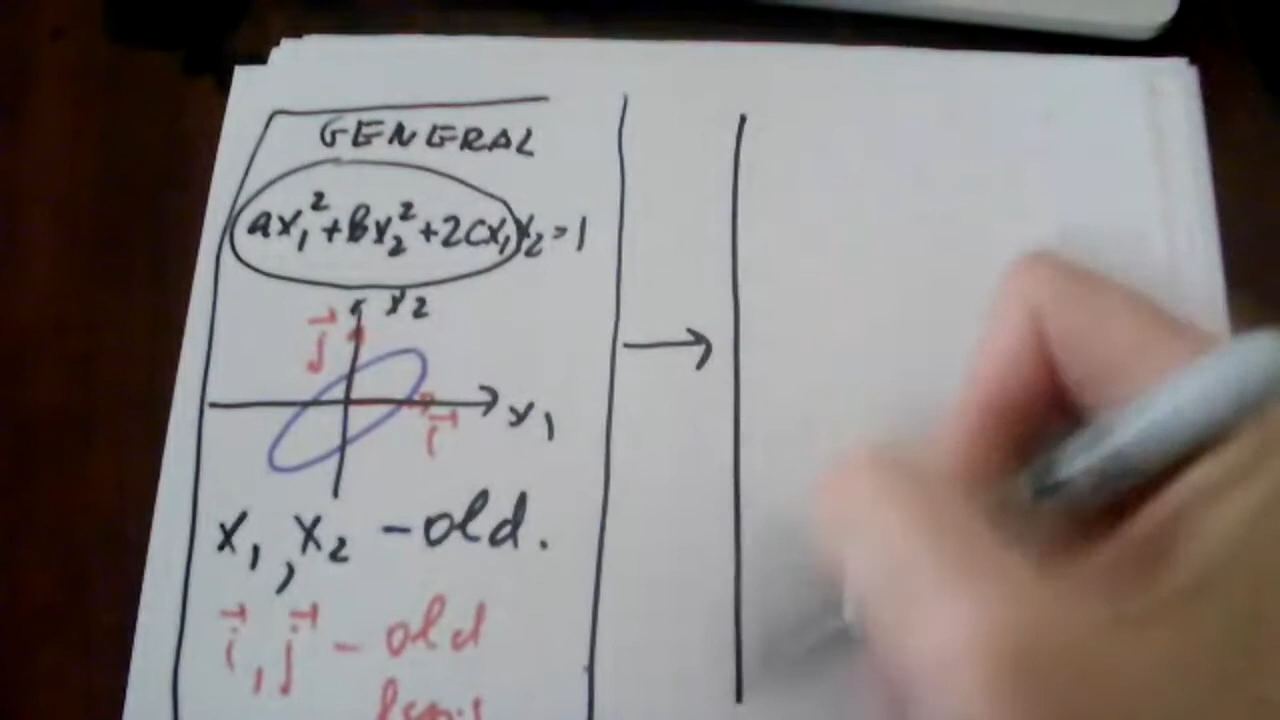 GENERAL
ax₁²+bx₂²+2cx₁x₂=1
x₂
j⃗
x₁
i⃗
x₁, x₂ - old.
i⃗, j⃗ - old